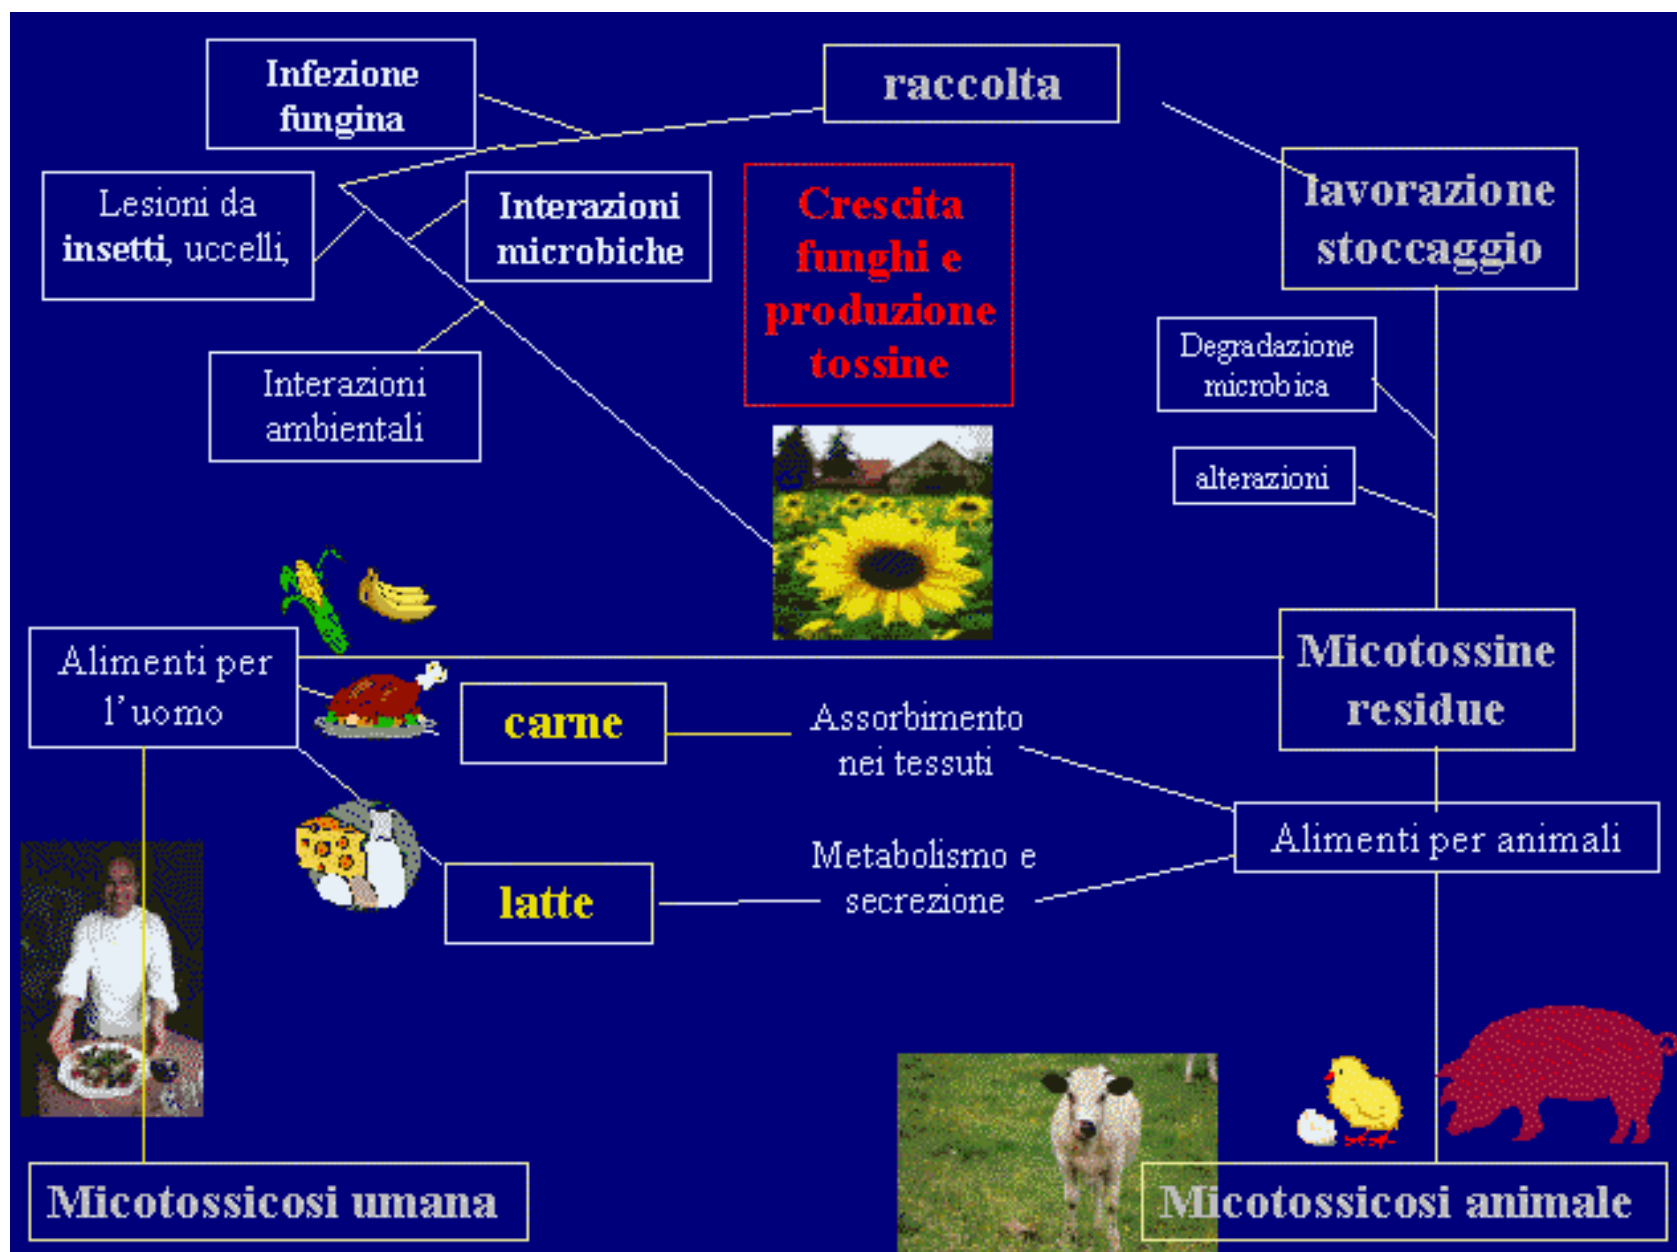 Infezione
fungina
raccolta
Lesioni da
insetti, uccelli,
Interazioni
microbiche
Crescita
funghi e
produzione
tossine
lavorazione
stoccaggio
Interazioni
ambientali
Degradazione
microbica
alterazioni
Alimenti per
l'uomo
carne
Assorbimento
nei tessuti
Micotossine
residue
latte
Metabolismo e
secrezione
Alimenti per animali
Micotossicosi umana
Micotossicosi animale